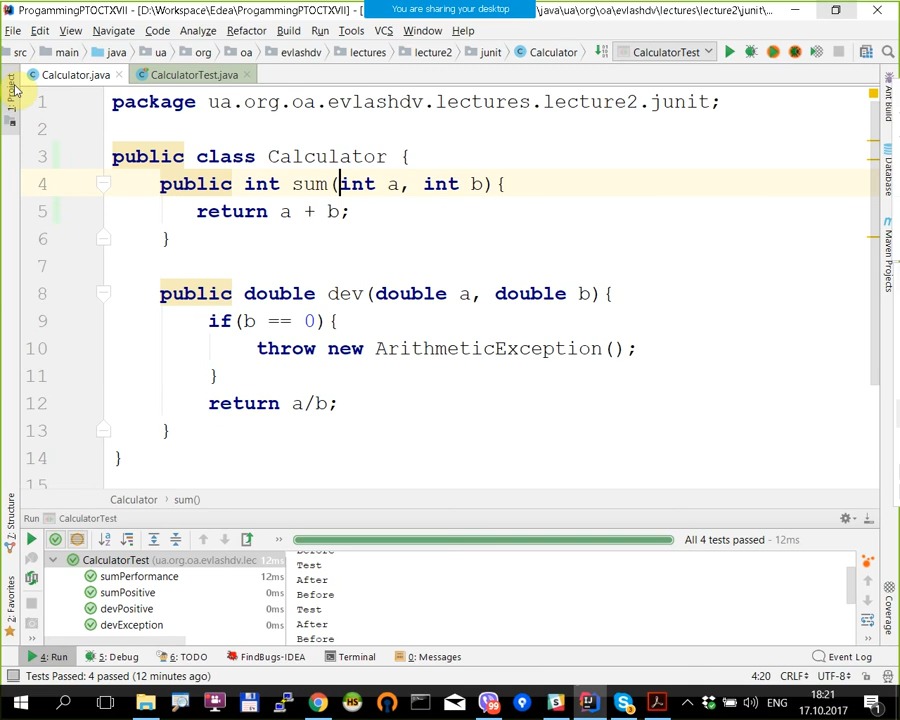 ProgammingPTOCTXVII - [D:\Workspace\Edea\ProgammingPTOCTXVII] - [
You are sharing your desktop
\java\ua\org\oa\evlashdv\lectures\lecture2\junit\...
File Edit View Navigate Code Analyze Refactor Build Run Tools VCS Window Help
src main java ua org oa evlashdv lectures lecture2 junit Calculator CalculatorTest
Calculator.java CalculatorTest.java
1 package ua.org.oa.evlashdv.lectures.lecture2.junit;
2
3 public class Calculator {
4 public int sum(int a, int b){
5 return a + b;
6 }
7
8 public double dev(double a, double b){
9 if(b == 0){
10 throw new ArithmeticException();
11 }
12 return a/b;
13 }
14 }
15
Calculator › sum()
Run CalculatorTest
All 4 tests passed - 12ms
CalculatorTest (ua.org.oa.evlashdv.lec 12ms
sumPerformance 12ms
sumPositive 0ms
devPositive 0ms
devException 0ms
Before
Test
After
Before
Test
After
Before
1: Project
7: Structure
2: Favorites
Ant Build
Database
Maven Projects
Coverage
4: Run 5: Debug 6: TODO FindBugs-IDEA Terminal 0: Messages Event Log
Tests Passed: 4 passed (12 minutes ago) 4:20 CRLF UTF-8
99 ENG 18:21
17.10.2017 1